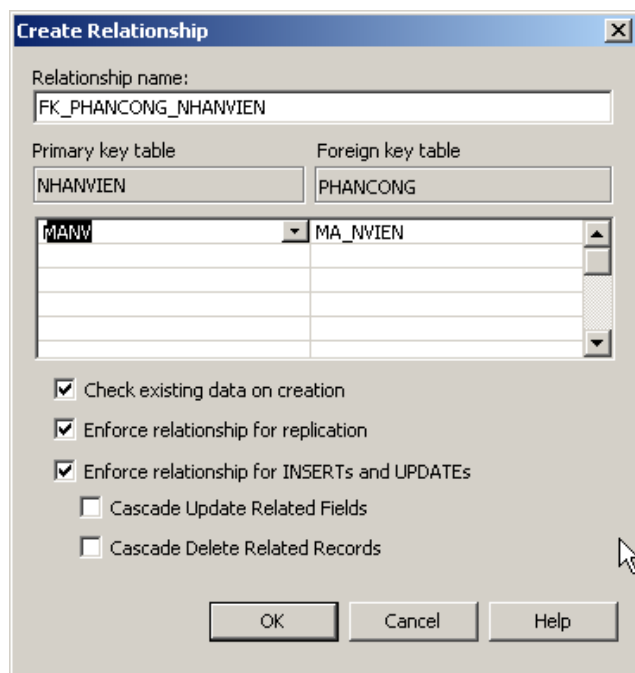 Create Relationship
Relationship name:
FK_PHANCONG_NHANVIEN
Primary key table Foreign key table
NHANVIEN PHANCONG
MANV MA_NVIEN
Check existing data on creation
Enforce relationship for replication
Enforce relationship for INSERTs and UPDATEs
Cascade Update Related Fields
Cascade Delete Related Records
OK Cancel Help